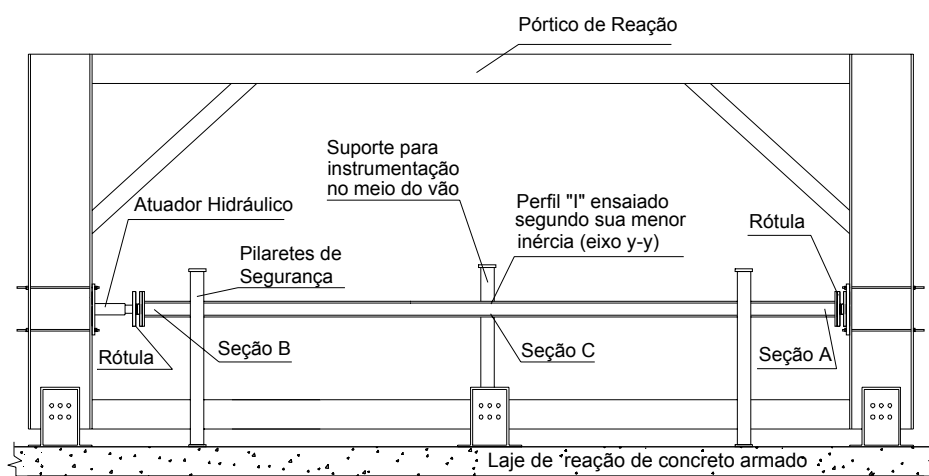 Pórtico de Reação
Suporte para
instrumentação
no meio do vão
Atuador Hidráulico
Perfil "I" ensaiado
segundo sua menor
inércia (eixo y-y)
Rótula
Pilaretes de
Segurança
Rótula
Seção B
Seção C
Seção A
Laje de reação de concreto armado